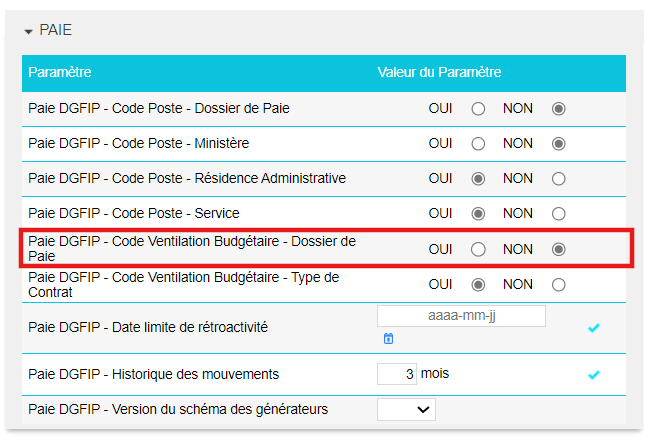 PAIE
Paramètre Valeur du Paramètre
Paie DGFIP - Code Poste - Dossier de Paie OUI NON
Paie DGFIP - Code Poste - Ministère OUI NON
Paie DGFIP - Code Poste - Résidence Administrative OUI NON
Paie DGFIP - Code Poste - Service OUI NON
Paie DGFIP - Code Ventilation Budgétaire - Dossier de
Paie OUI NON
Paie DGFIP - Code Ventilation Budgétaire - Type de
Contrat OUI NON
Paie DGFIP - Date limite de rétroactivité aaaa-mm-jj
Paie DGFIP - Historique des mouvements 3 mois
Paie DGFIP - Version du schéma des générateurs